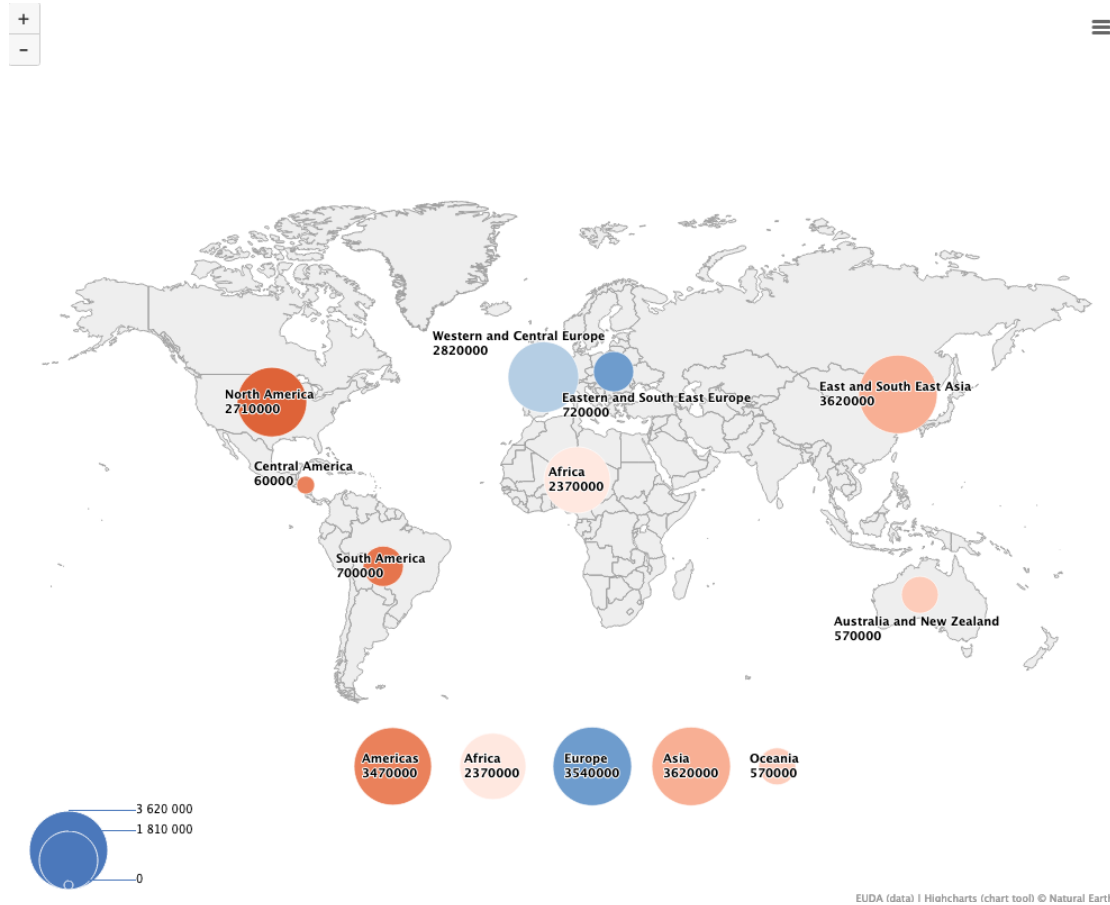 +
−
Western and Central Europe
2820000
North America
2710000
East and South East Asia
3620000
Eastern and South East Europe
720000
Central America
60000
Africa
2370000
South America
700000
Australia and New Zealand
570000
Americas
3470000
Africa
2370000
Europe
3540000
Asia
3620000
Oceania
570000
3 620 000
1 810 000
0
EUDA (data) | Highcharts (chart tool) © Natural Earth